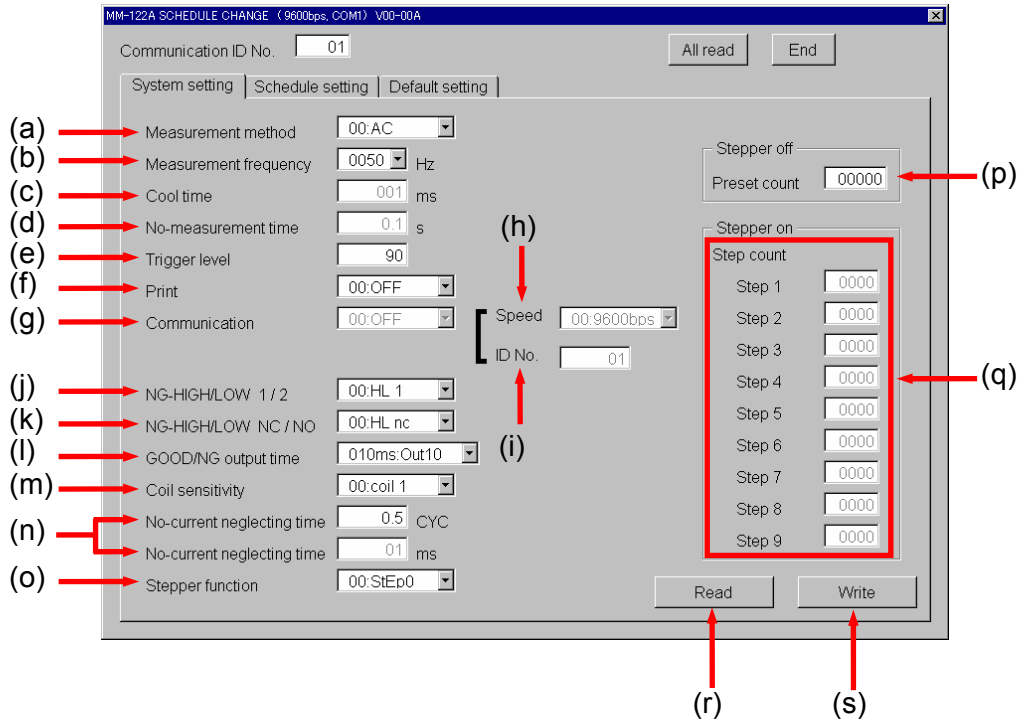 MM-122A SCHEDULE CHANGE (9600bps, COM1) V00-00A
Communication ID No. 01 All read End
System setting Schedule setting Default setting
(a) Measurement method 00:AC
(b) Measurement frequency 0050 Hz
(c) Cool time 001 ms
(d) No-measurement time 0.1 s
(e) Trigger level 90
(f) Print 00:OFF
(g) Communication 00:OFF
(h)
Speed 00:9600bps
ID No. 01
(i)
(j) NG-HIGH/LOW 1 / 2 00:HL 1
(k) NG-HIGH/LOW NC / NO 00:HL nc
(l) GOOD/NG output time 010ms:Out10
(m) Coil sensitivity 00:coil 1
(n) No-current neglecting time 0.5 CYC
No-current neglecting time 01 ms
(o) Stepper function 00:StEp0
Stepper off
Preset count 00000 (p)
Stepper on
Step count
Step 1 0000
Step 2 0000
Step 3 0000
Step 4 0000 (q)
Step 5 0000
Step 6 0000
Step 7 0000
Step 8 0000
Step 9 0000
Read Write
(r) (s)